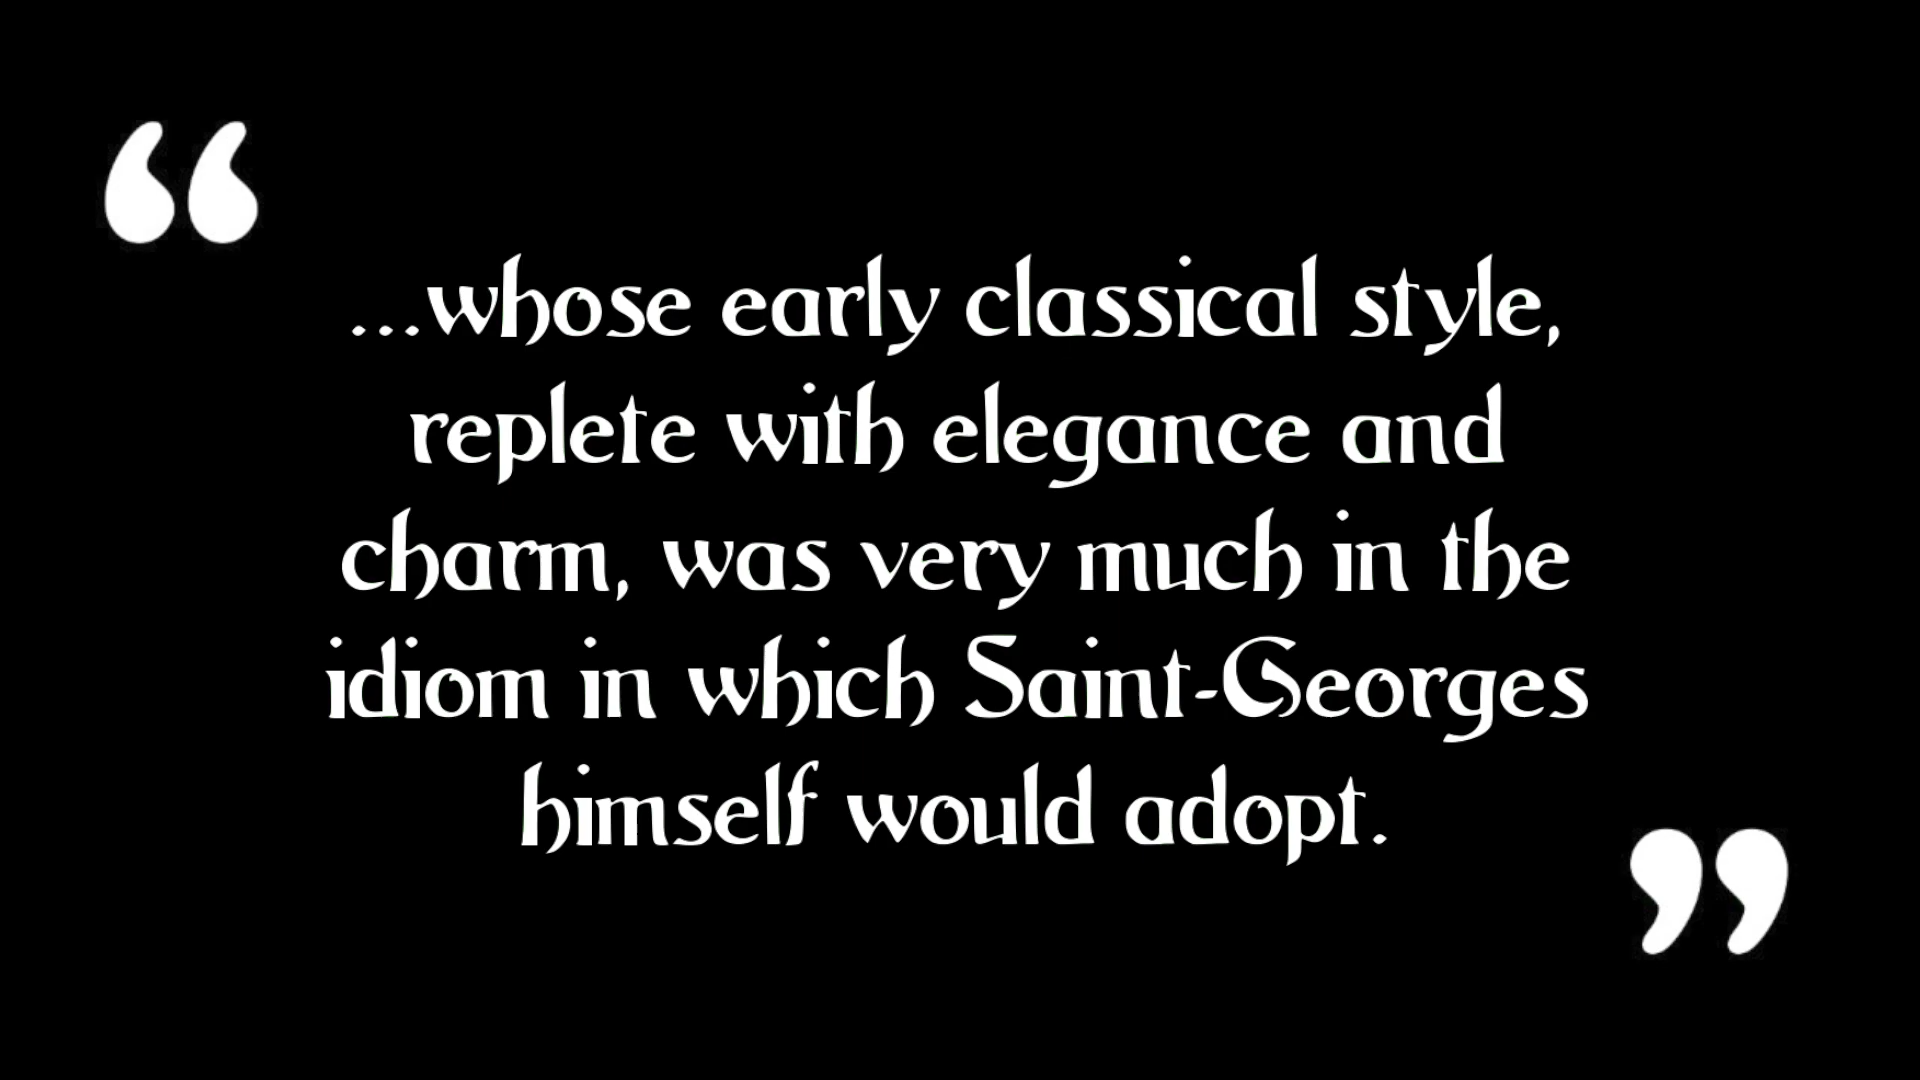 “
...whose early classical style,
replete with elegance and
charm, was very much in the
idiom in which Saint-Georges
himself would adopt.
”